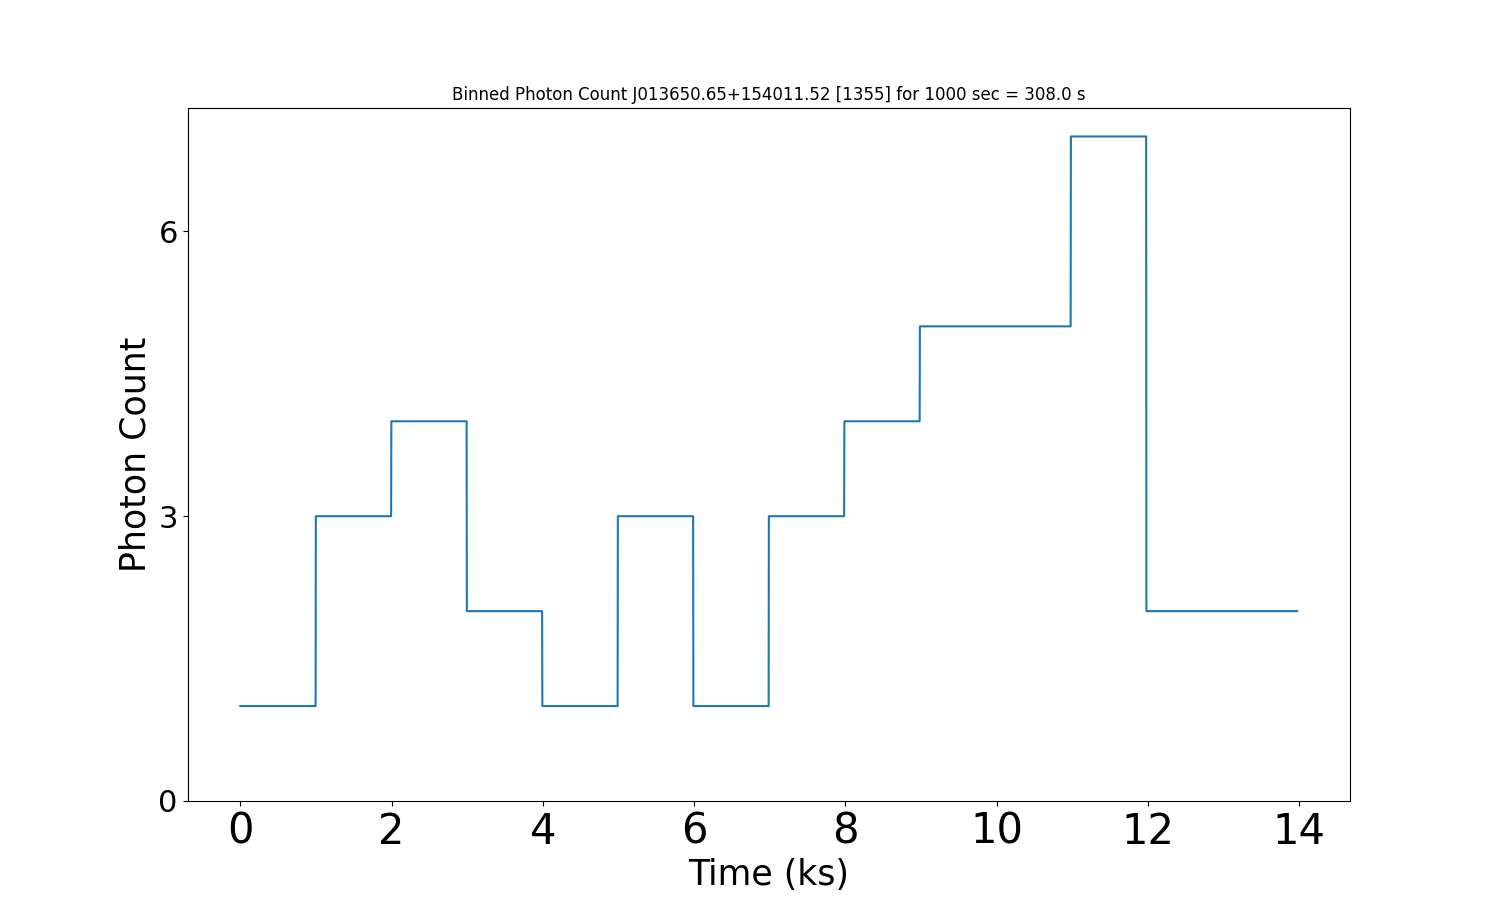 Binned Photon Count J013650.65+154011.52 [1355] for 1000 sec = 308.0 s
6
3
0
Photon Count
0 2 4 6 8 10 12 14
Time (ks)